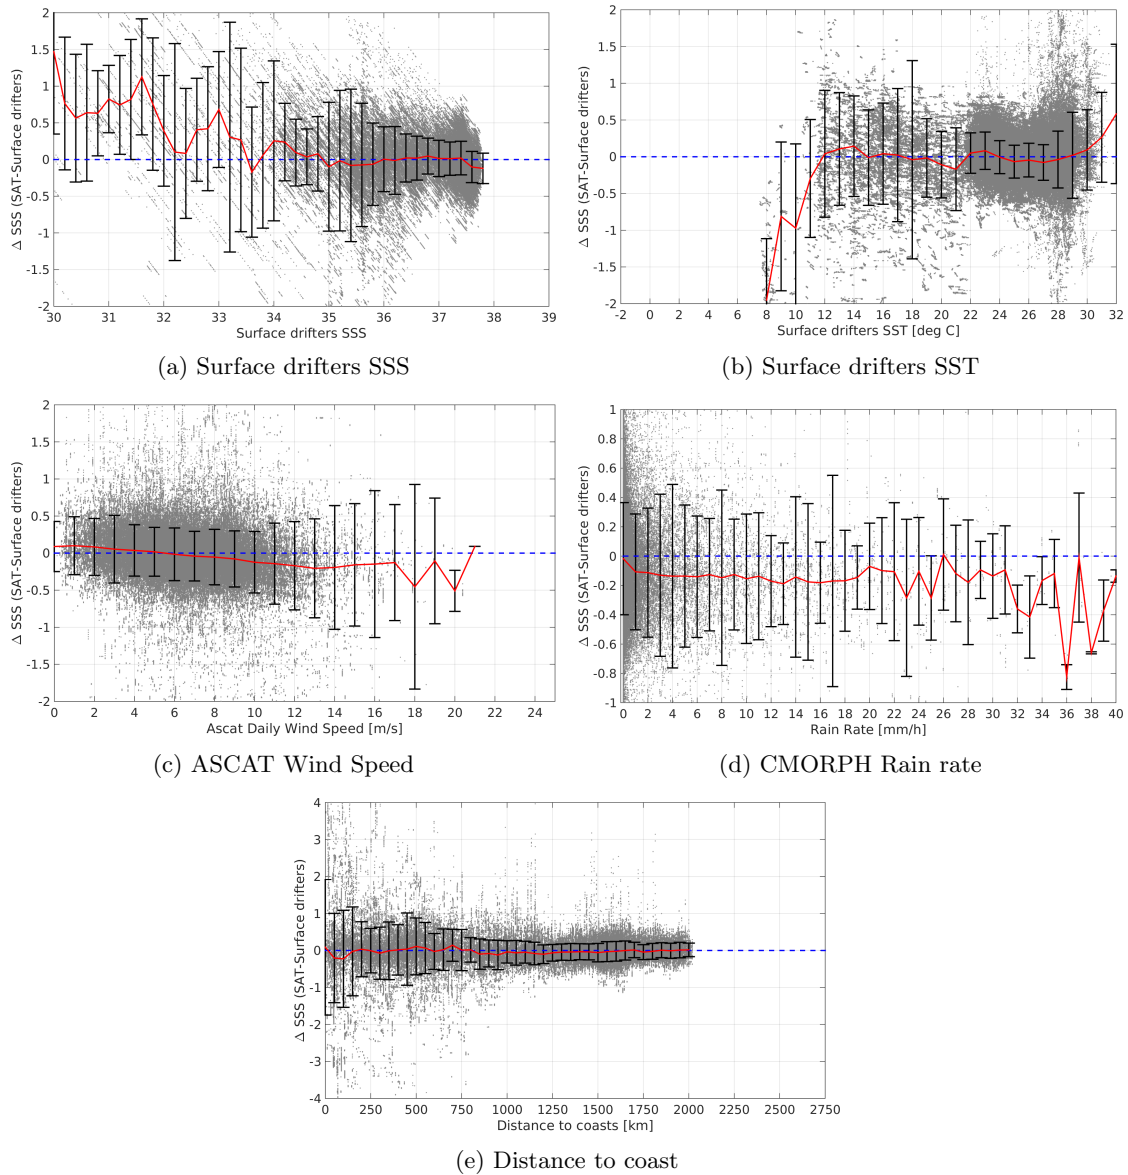 2
1.5
1
0.5
0
-0.5
-1
-1.5
-2
Δ SSS (SAT-Surface drifters)
30 31 32 33 34 35 36 37 38 39
Surface drifters SSS
(a) Surface drifters SSS
2
1.5
1
0.5
0
-0.5
-1
-1.5
-2
Δ SSS (SAT-Surface drifters)
-2 0 2 4 6 8 10 12 14 16 18 20 22 24 26 28 30 32
Surface drifters SST [deg C]
(b) Surface drifters SST
2
1.5
1
0.5
0
-0.5
-1
-1.5
-2
Δ SSS (SAT-Surface drifters)
0 2 4 6 8 10 12 14 16 18 20 22 24
Ascat Daily Wind Speed [m/s]
(c) ASCAT Wind Speed
1
0.8
0.6
0.4
0.2
0
-0.2
-0.4
-0.6
-0.8
-1
Δ SSS (SAT-Surface drifters)
0 2 4 6 8 10 12 14 16 18 20 22 24 26 28 30 32 34 36 38 40
Rain Rate [mm/h]
(d) CMORPH Rain rate
4
3
2
1
0
-1
-2
-3
-4
Δ SSS (SAT-Surface drifters)
0 250 500 750 1000 1250 1500 1750 2000 2250 2500 2750
Distance to coasts [km]
(e) Distance to coast